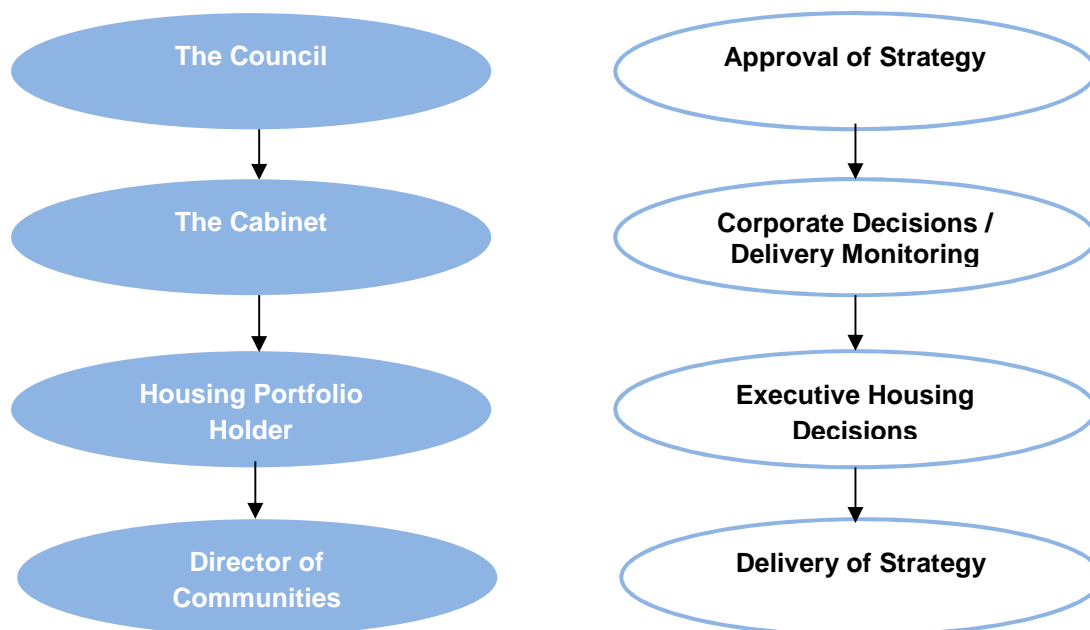 The Council
Approval of Strategy
The Cabinet
Corporate Decisions /
Delivery Monitoring
Housing Portfolio
Holder
Executive Housing
Decisions
Director of
Communities
Delivery of Strategy